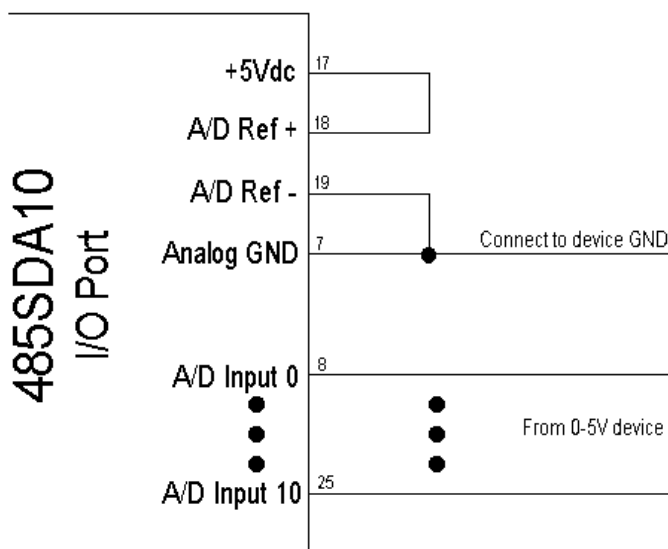 485SDA10
I/O Port
+5Vdc
17
A/D Ref +
18
A/D Ref -
19
Analog GND
7
Connect to device GND
A/D Input 0
8
From 0-5V device
A/D Input 10
25